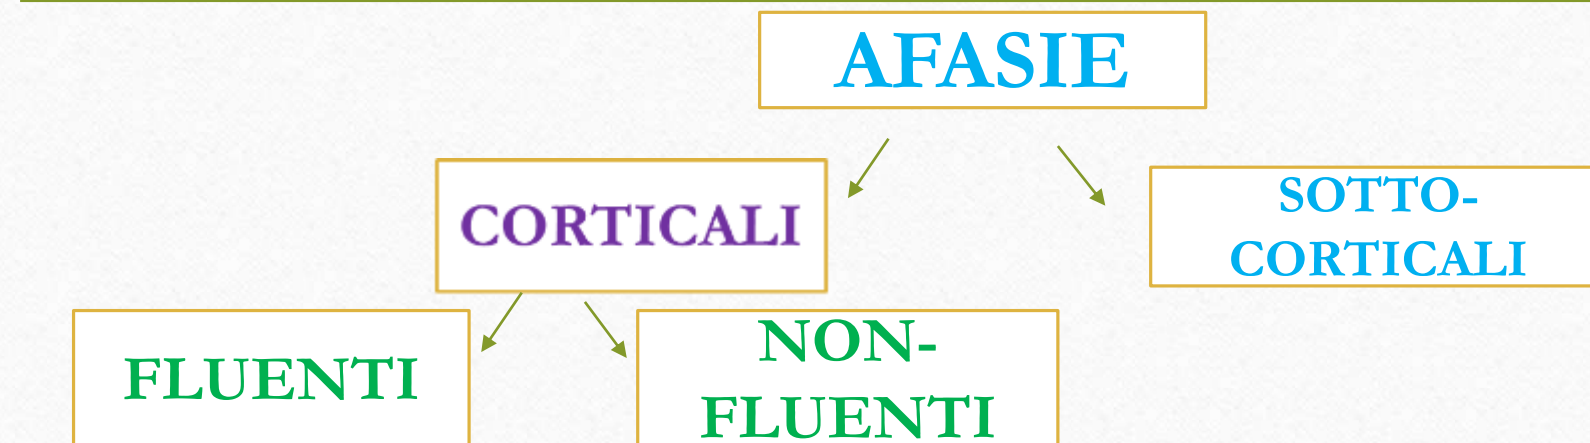 AFASIE
CORTICALI
SOTTO-
CORTICALI
FLUENTI
NON-
FLUENTI